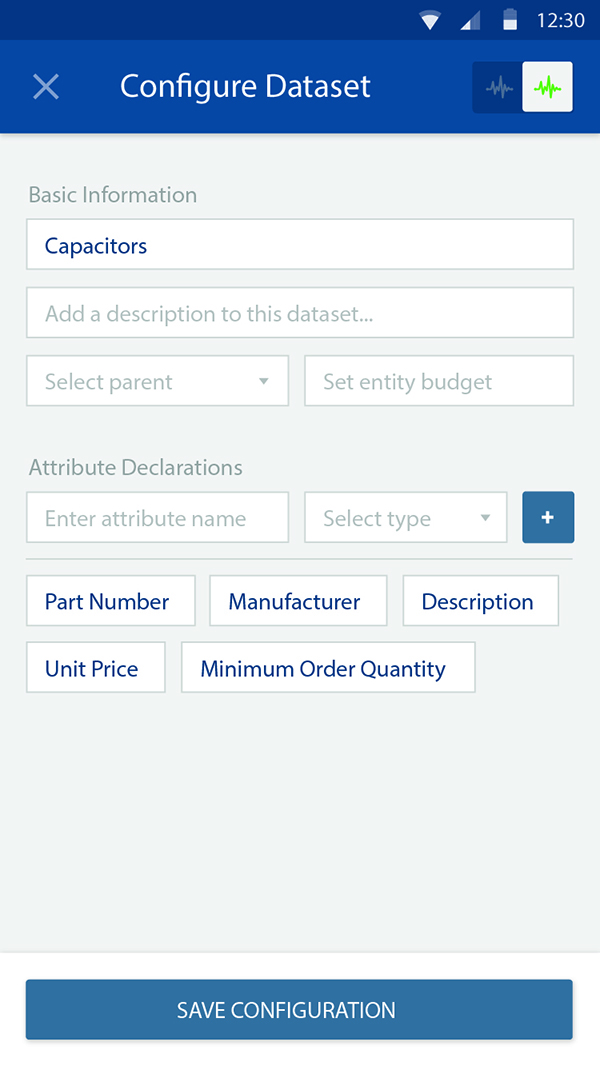 12:30
Configure Dataset
Basic Information
Capacitors
Add a description to this dataset...
Select parent Set entity budget
Attribute Declarations
Enter attribute name Select type +
Part Number Manufacturer Description
Unit Price Minimum Order Quantity
SAVE CONFIGURATION